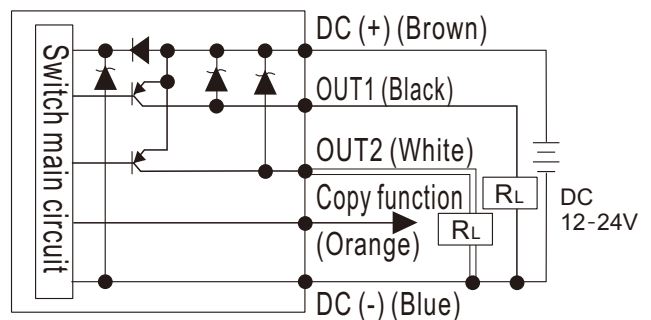 Switch main circuit
DC (+) (Brown)
OUT1 (Black)
OUT2 (White)
Copy function
(Orange)
DC (-) (Blue)
RL
RL
DC
12-24V